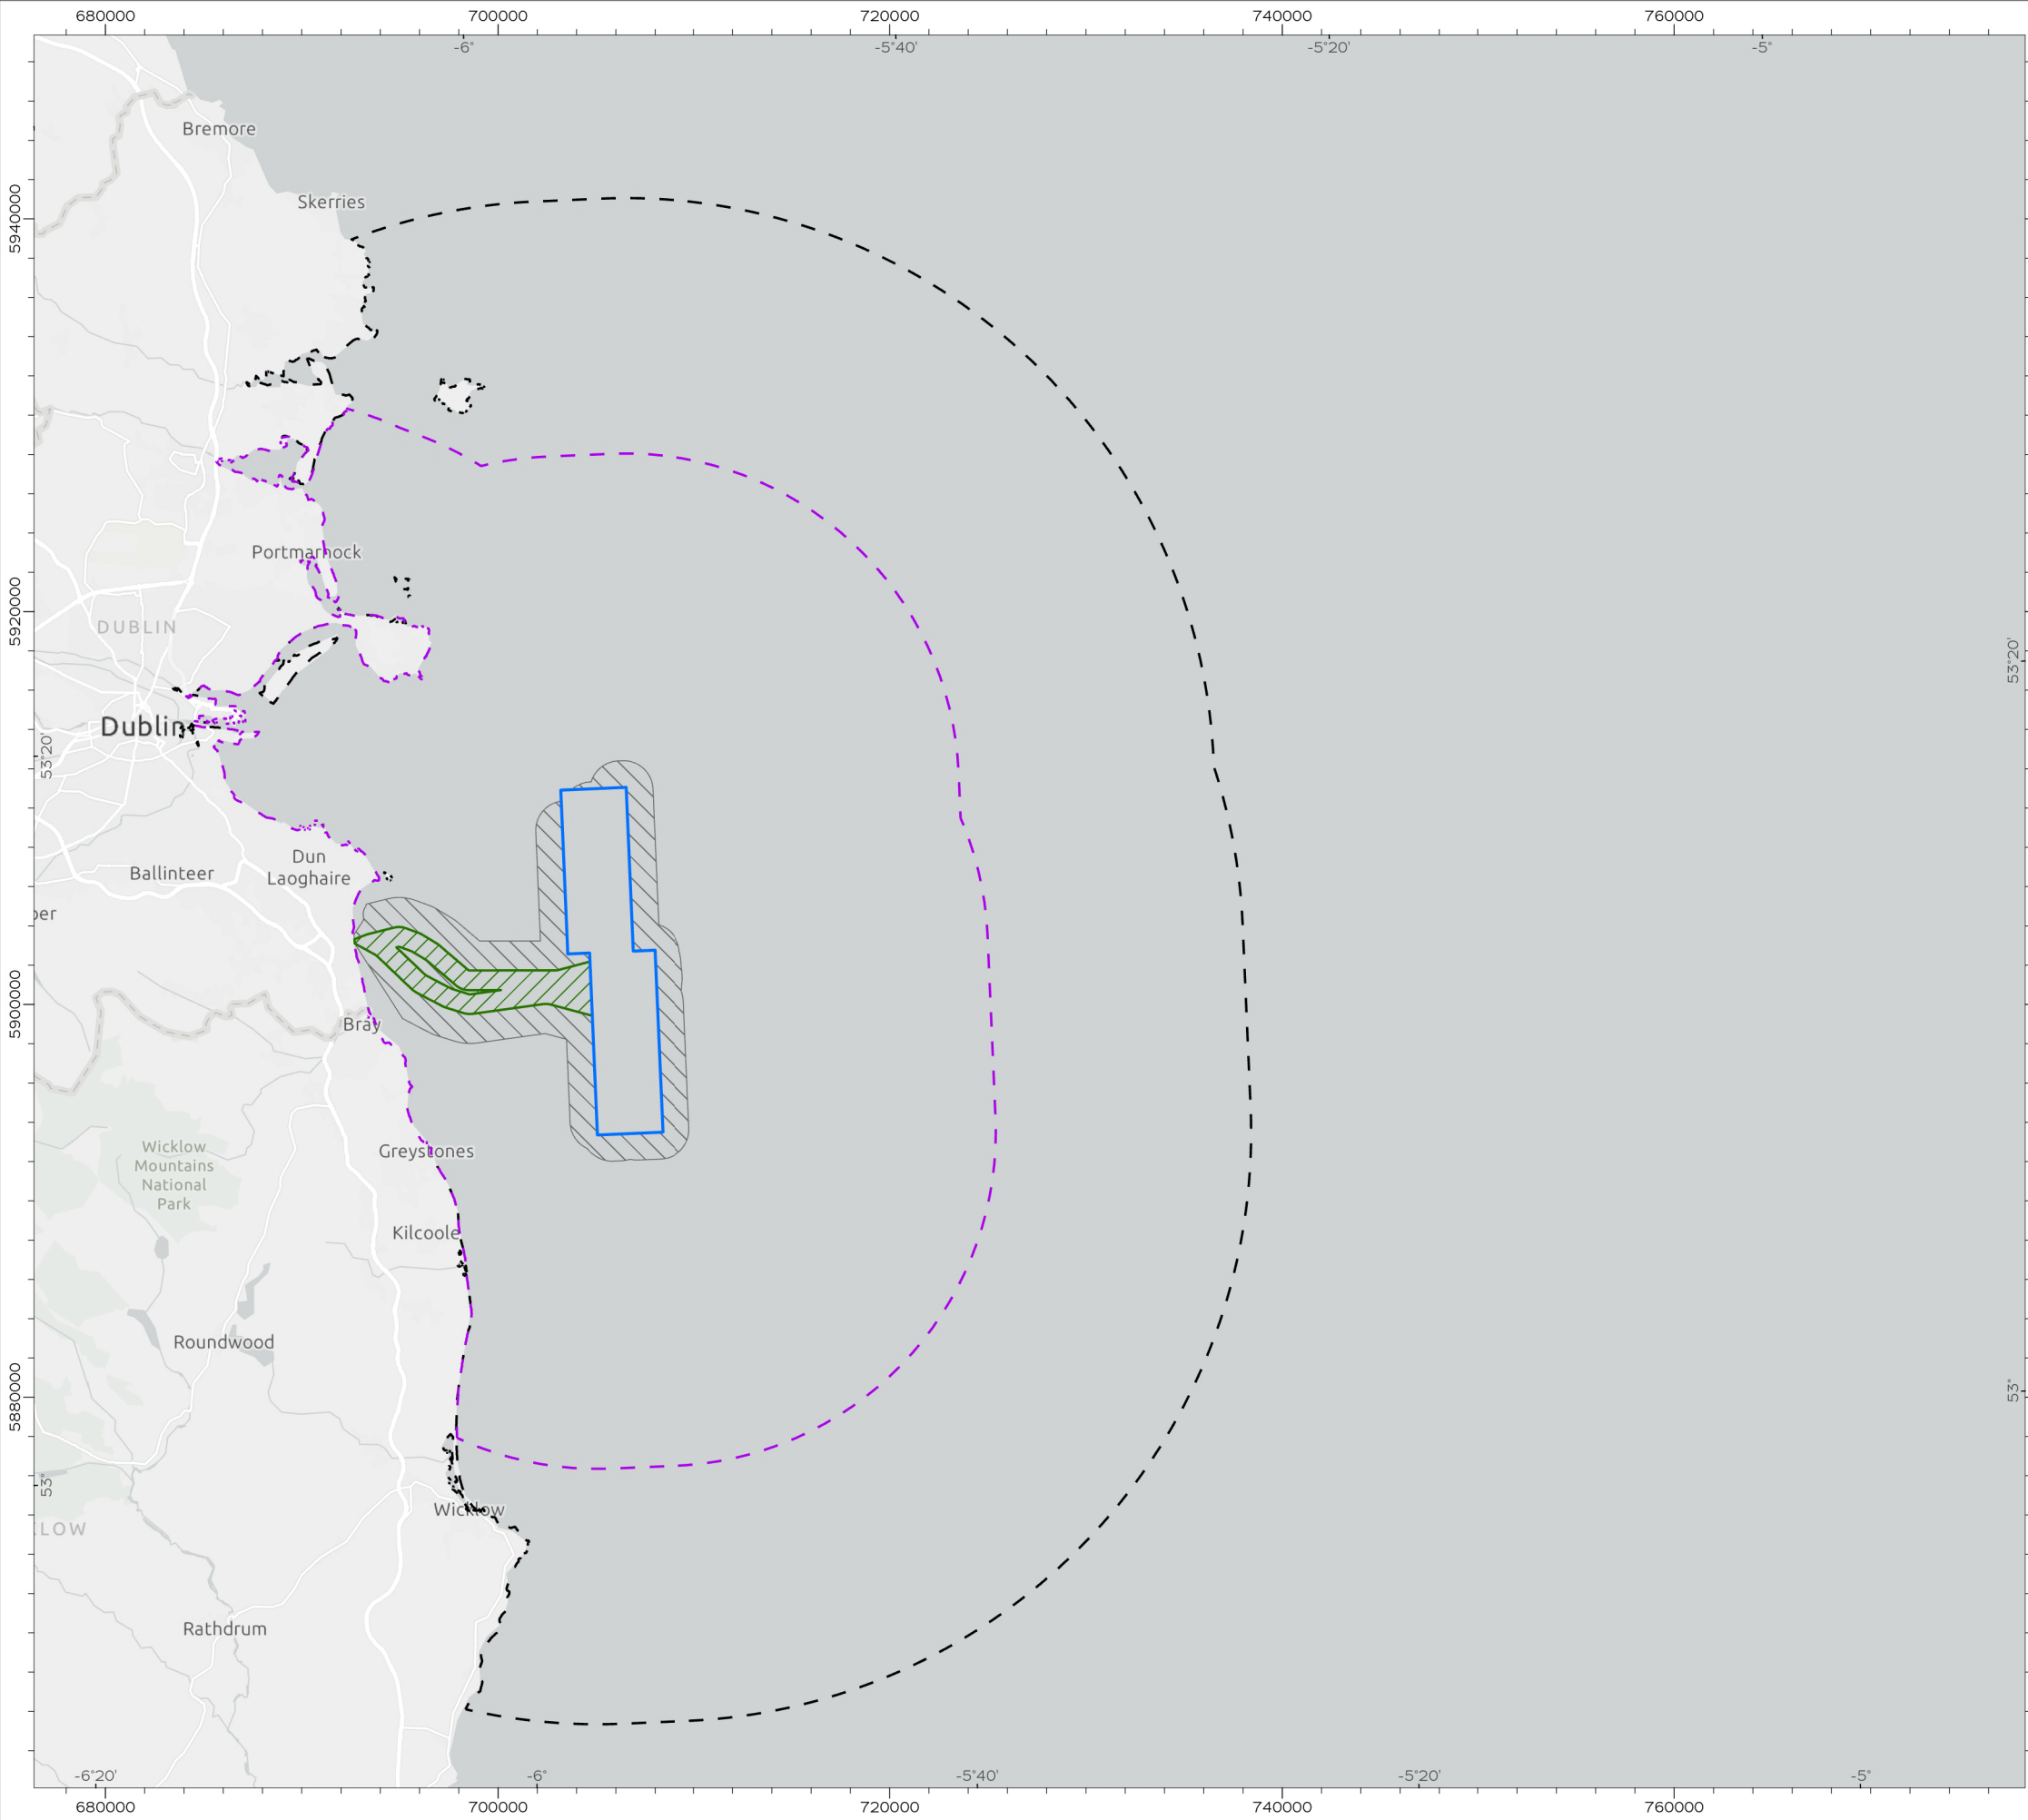 680000
700000
720000
740000
760000
-6°
-5°40'
-5°20'
-5°
Bremore
Skerries
5940000
Portmarnock
5920000
DUBLIN
53°20'
Dublin
53°20'
Dun
Laoghaire
Ballinteer
per
5900000
Bray
Wicklow
Mountains
National
Park
Greystones
Kilcoole
Roundwood
5880000
53°
53°
Wicklow
KLOW
Rathdrum
-6°20'
-6°
-5°40'
-5°20'
-5°
680000
700000
720000
740000
760000